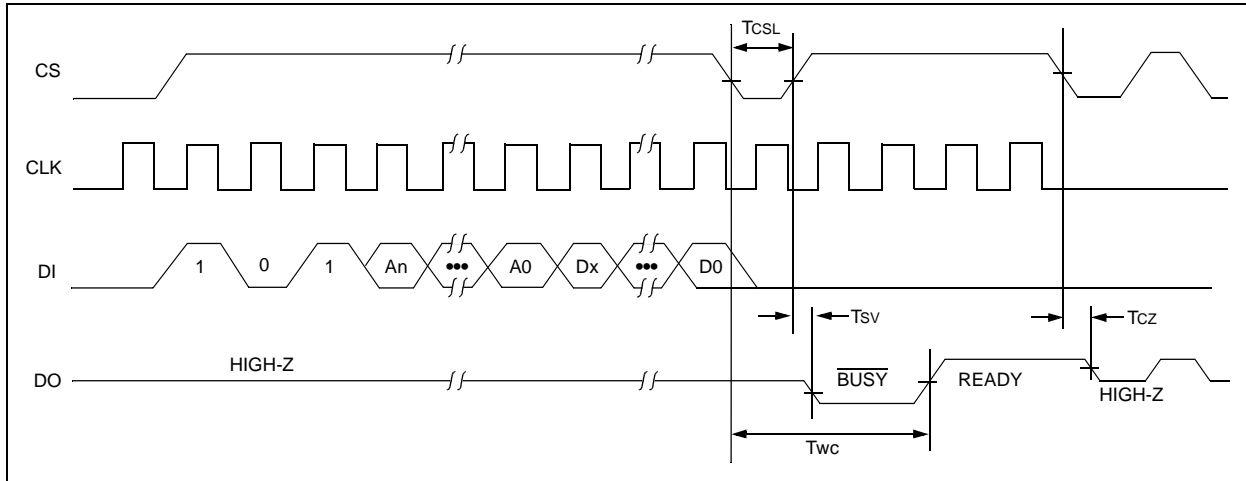 TCSL
CS
CLK
DI
1 0 1 An ••• A0 Dx ••• D0
TSV
TCZ
HIGH-Z
DO
BUSY READY
HIGH-Z
TWC